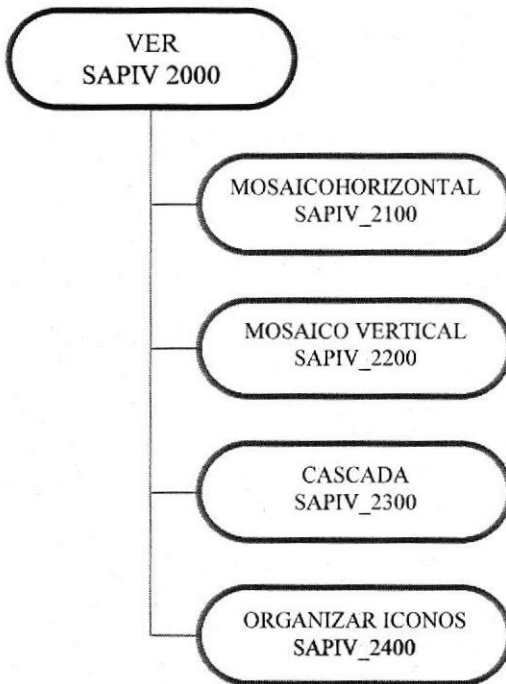 VER
SAPIV 2000
MOSAICOHORIZONTAL
SAPIV_2100
MOSAICO VERTICAL
SAPIV_2200
CASCADA
SAPIV_2300
ORGANIZAR ICONOS
SAPIV_2400